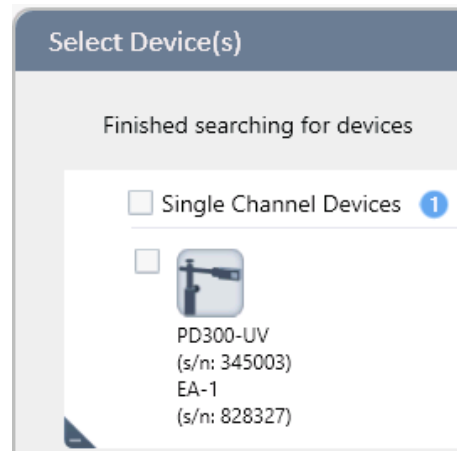 Select Device(s)
Finished searching for devices
Single Channel Devices 1
PD300-UV
(s/n: 345003)
EA-1
(s/n: 828327)